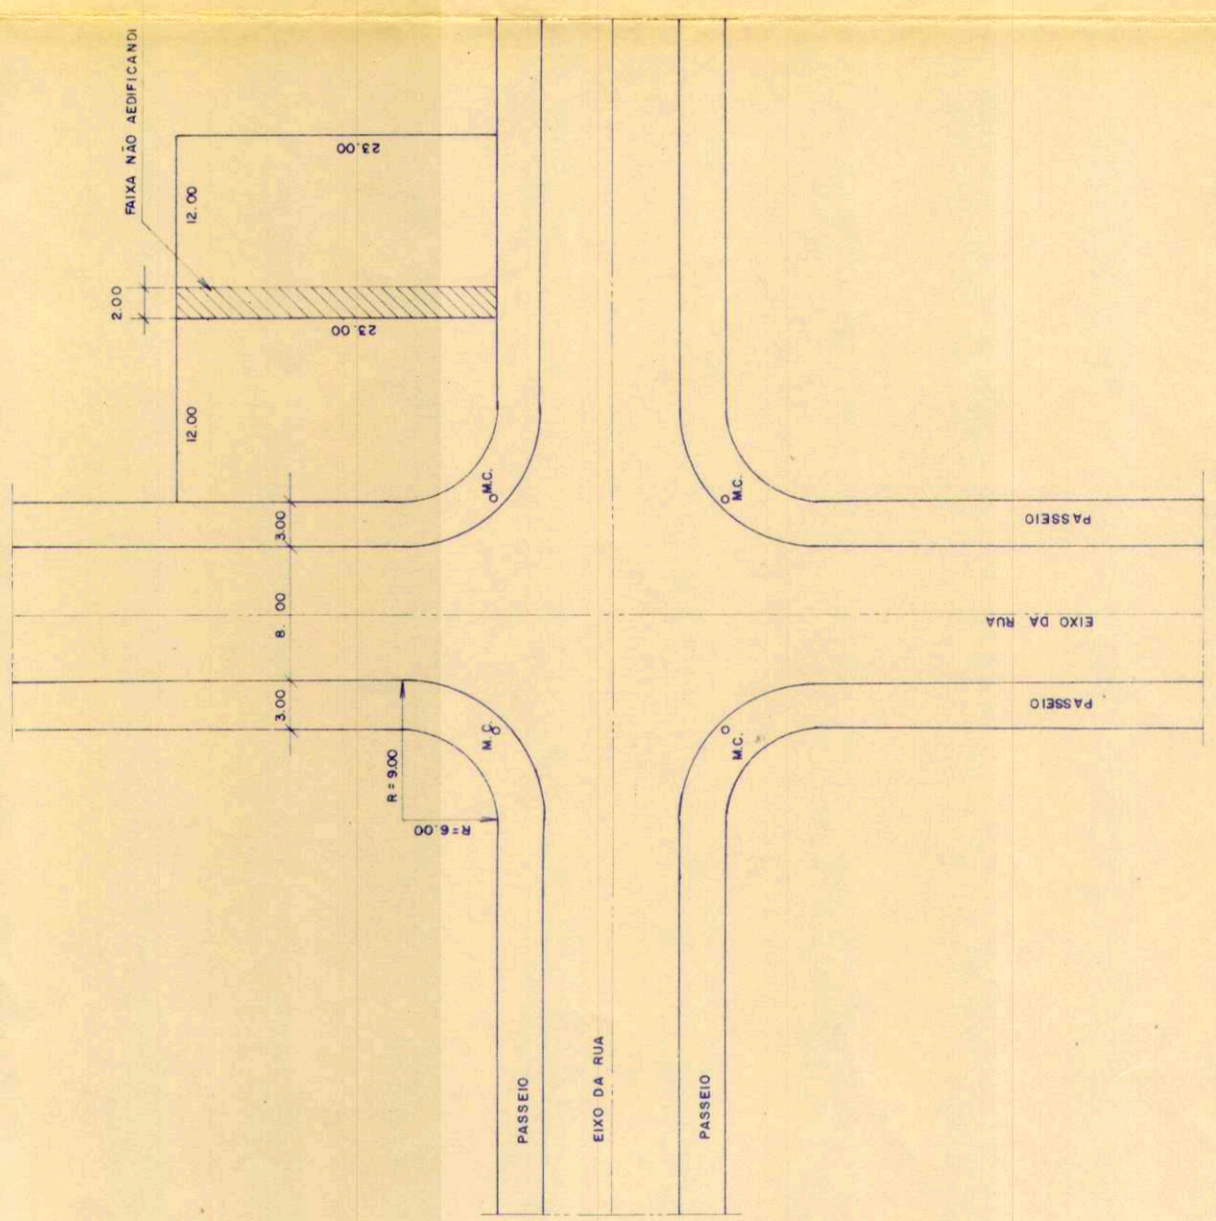 FAIXA NÃO AEDIFICANDI
2.00
12.00
23.00
23.00
12.00
3.00
8.00
3.00
R = 9.00
R=6.00
M.C.
M.C.
M.C.
M.C.
PASSEIO
EIXO DA RUA
PASSEIO
PASSEIO
EIXO DA RUA
PASSEIO